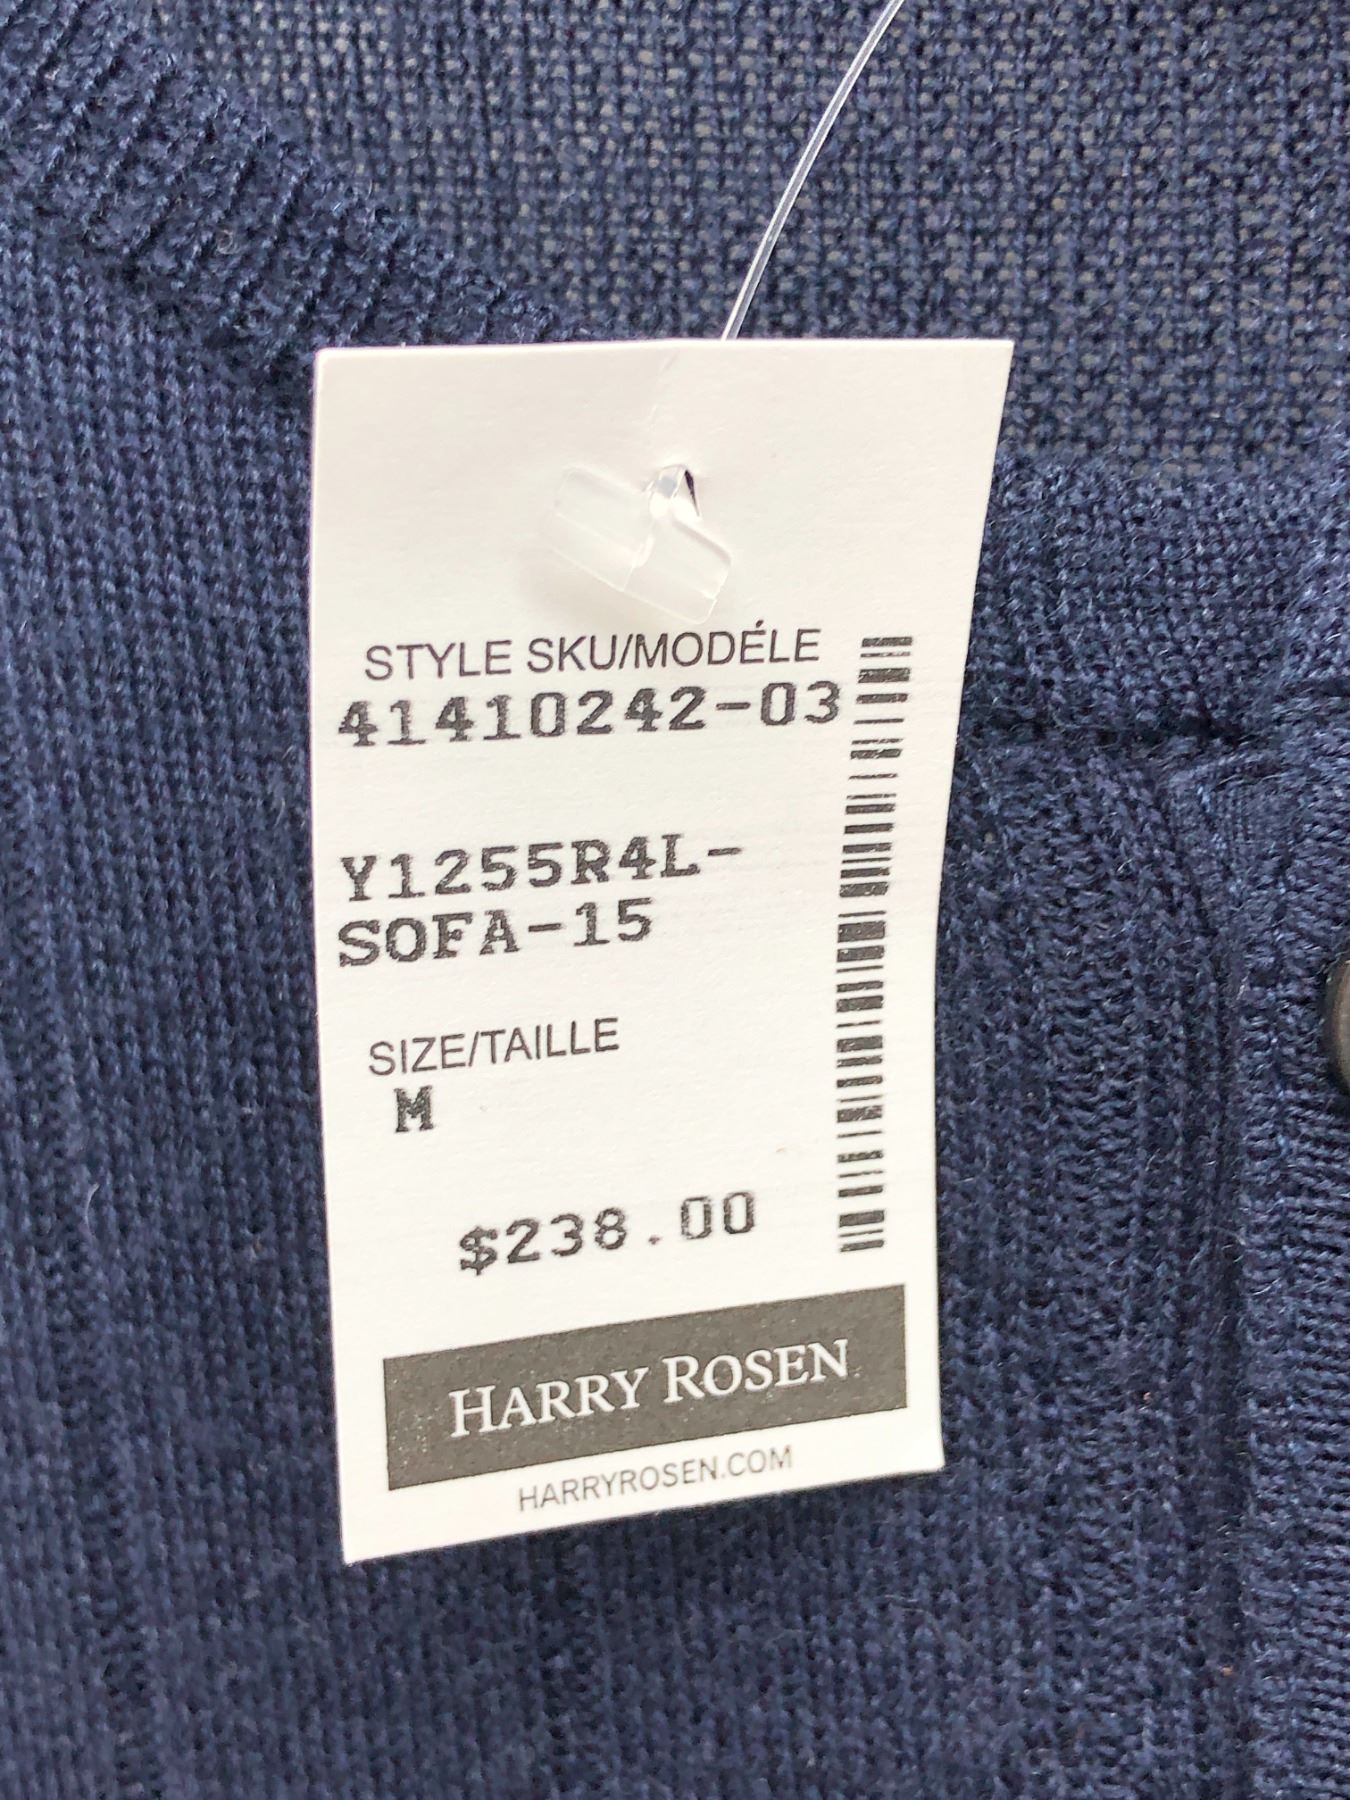 STYLE SKU/MODÉLE
41410242-03
Y1255R4L-
SOFA-15
SIZE/TAILLE
M
$238.00
HARRY ROSEN
HARRYROSEN.COM